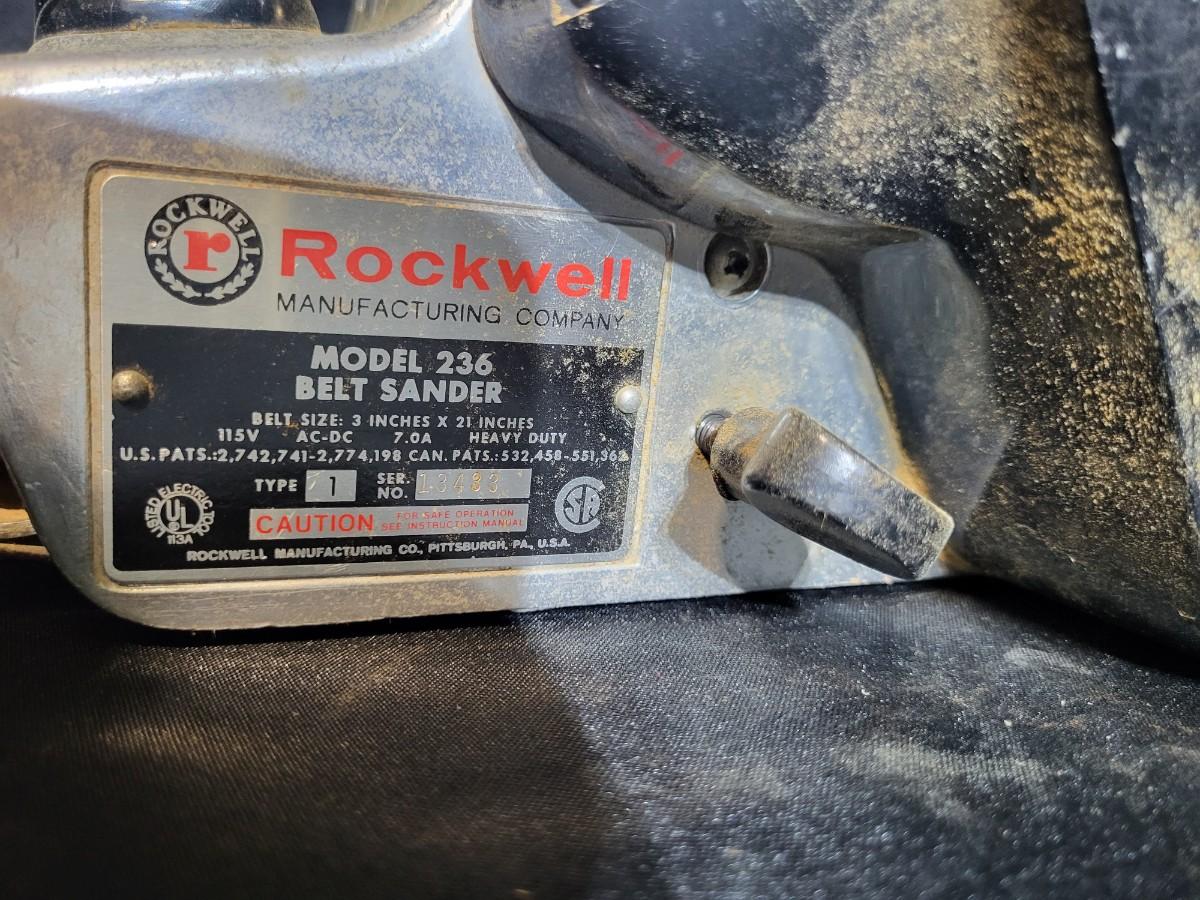 ROCKWELL
r
Rockwell
MANUFACTURING COMPANY
MODEL 236
BELT SANDER
BELT SIZE: 3 INCHES X 21 INCHES
115V AC-DC 7.0A HEAVY DUTY
U.S. PATS.:2,742,741-2,774,198 CAN. PATS.:532,458-551,362
TYPE 1 SER. NO. L3483
LISTED ELECTRIC TOOL
UL
113A
CAUTION FOR SAFE OPERATION
SEE INSTRUCTION MANUAL
ROCKWELL MANUFACTURING CO., PITTSBURGH, PA., U.S.A.